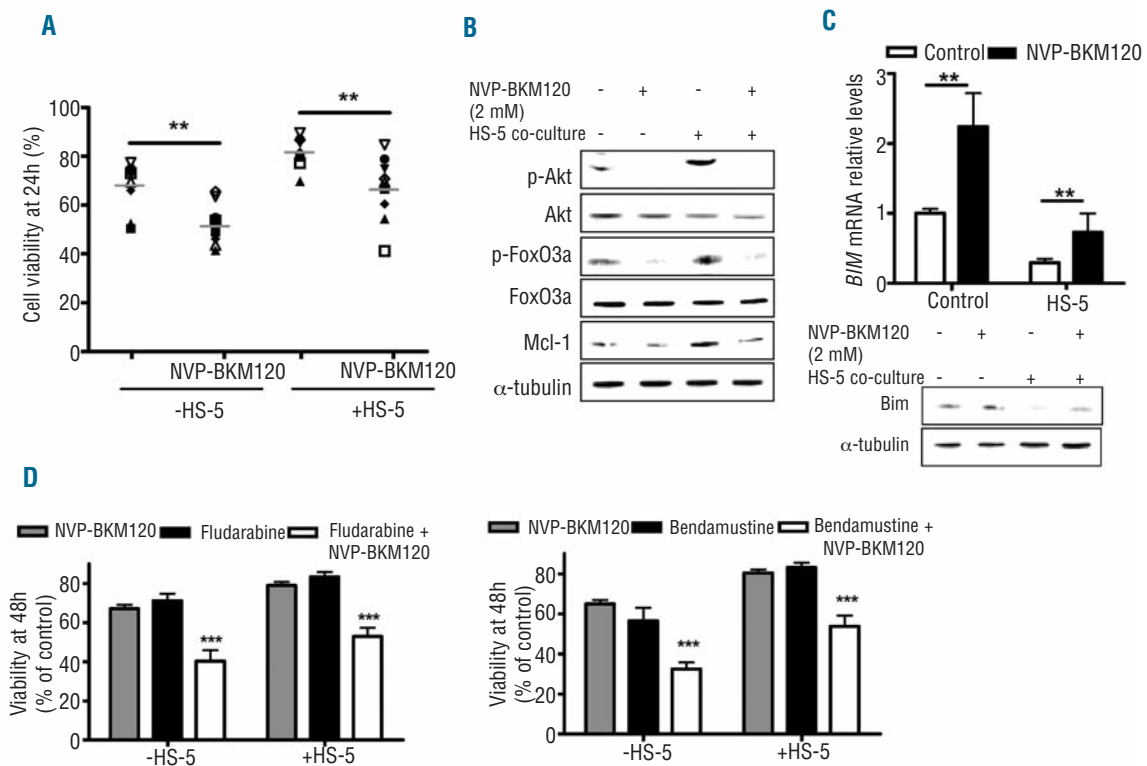 A
Cell viability at 24h (%)
100
80
60
40
20
0
**
**
NVP-BKM120
NVP-BKM120
-HS-5
+HS-5
B
NVP-BKM120 - + - +
(2 mM)
HS-5 co-culture - - + +
p-Akt
Akt
p-FoxO3a
FoxO3a
Mcl-1
α-tubulin
C
Control NVP-BKM120
BIM mRNA relative levels
3
2
1
0
**
**
Control HS-5
NVP-BKM120 - + - +
(2 mM)
HS-5 co-culture - - + +
Bim
α-tubulin
D
NVP-BKM120 Fludarabine Fludarabine +
NVP-BKM120
Viability at 48h
(% of control)
80
60
40
20
0
***
***
-HS-5 +HS-5
NVP-BKM120 Bendamustine Bendamustine +
NVP-BKM120
Viability at 48h
(% of control)
80
60
40
20
0
***
***
-HS-5 +HS-5